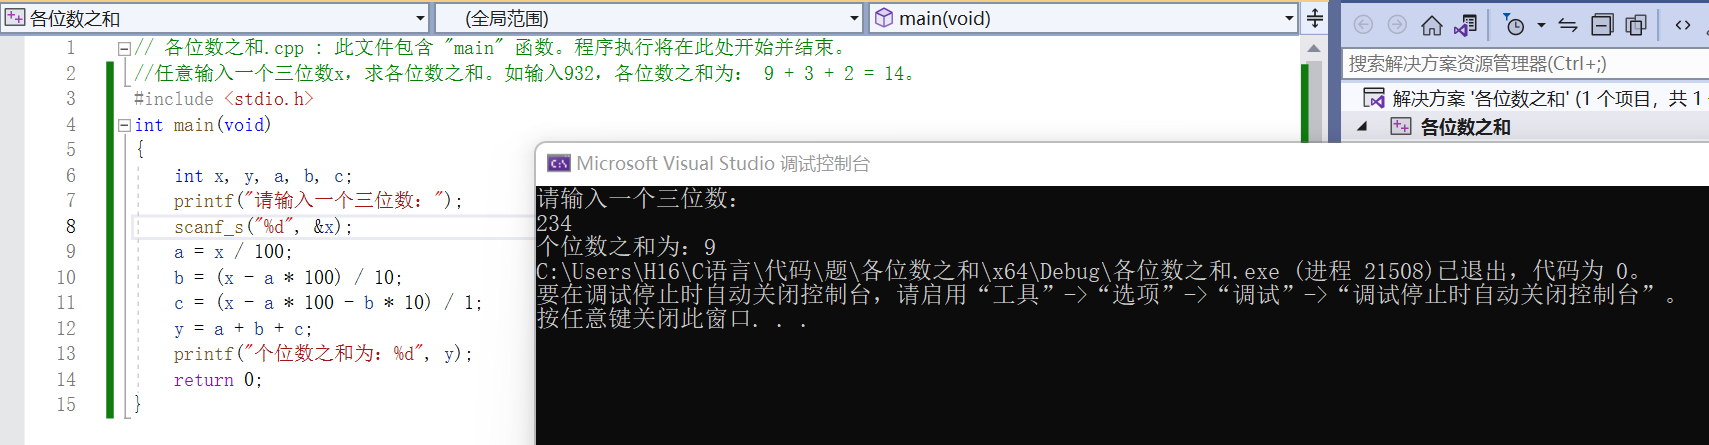 各位数之和
(全局范围)
main(void)
搜索解决方案资源管理器(Ctrl+;)
解决方案 '各位数之和' (1 个项目，共 1
各位数之和
1 // 各位数之和.cpp : 此文件包含 "main" 函数。程序执行将在此处开始并结束。
2 //任意输入一个三位数x，求各位数之和。如输入932，各位数之和为： 9 + 3 + 2 = 14。
3 #include <stdio.h>
4 int main(void)
5 {
6 int x, y, a, b, c;
7 printf("请输入一个三位数：");
8 scanf_s("%d", &x);
9 a = x / 100;
10 b = (x - a * 100) / 10;
11 c = (x - a * 100 - b * 10) / 1;
12 y = a + b + c;
13 printf("个位数之和为：%d", y);
14 return 0;
15 }
Microsoft Visual Studio 调试控制台
请输入一个三位数：
234
个位数之和为：9
C:\Users\H16\C语言\代码\题\各位数之和\x64\Debug\各位数之和.exe (进程 21508)已退出，代码为 0。
要在调试停止时自动关闭控制台，请启用“工具”->“选项”->“调试”->“调试停止时自动关闭控制台”。
按任意键关闭此窗口. . .